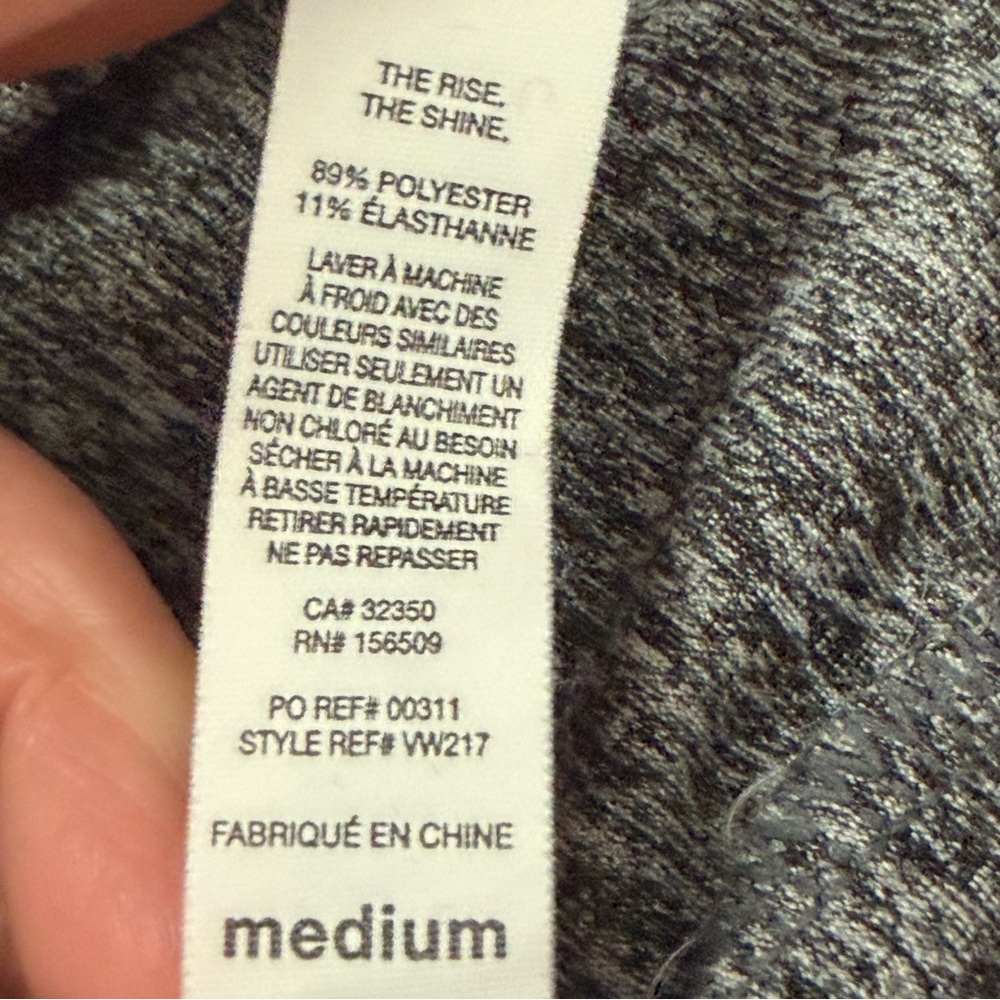 THE RISE.
THE SHINE.
89% POLYESTER
11% ÉLASTHANNE
LAVER À MACHINE
À FROID AVEC DES
COULEURS SIMILAIRES
UTILISER SEULEMENT UN
AGENT DE BLANCHIMENT
NON CHLORÉ AU BESOIN
SÉCHER À LA MACHINE
À BASSE TEMPÉRATURE
RETIRER RAPIDEMENT
NE PAS REPASSER
CA# 32350
RN# 156509
PO REF# 00311
STYLE REF# VW217
FABRIQUÉ EN CHINE
medium